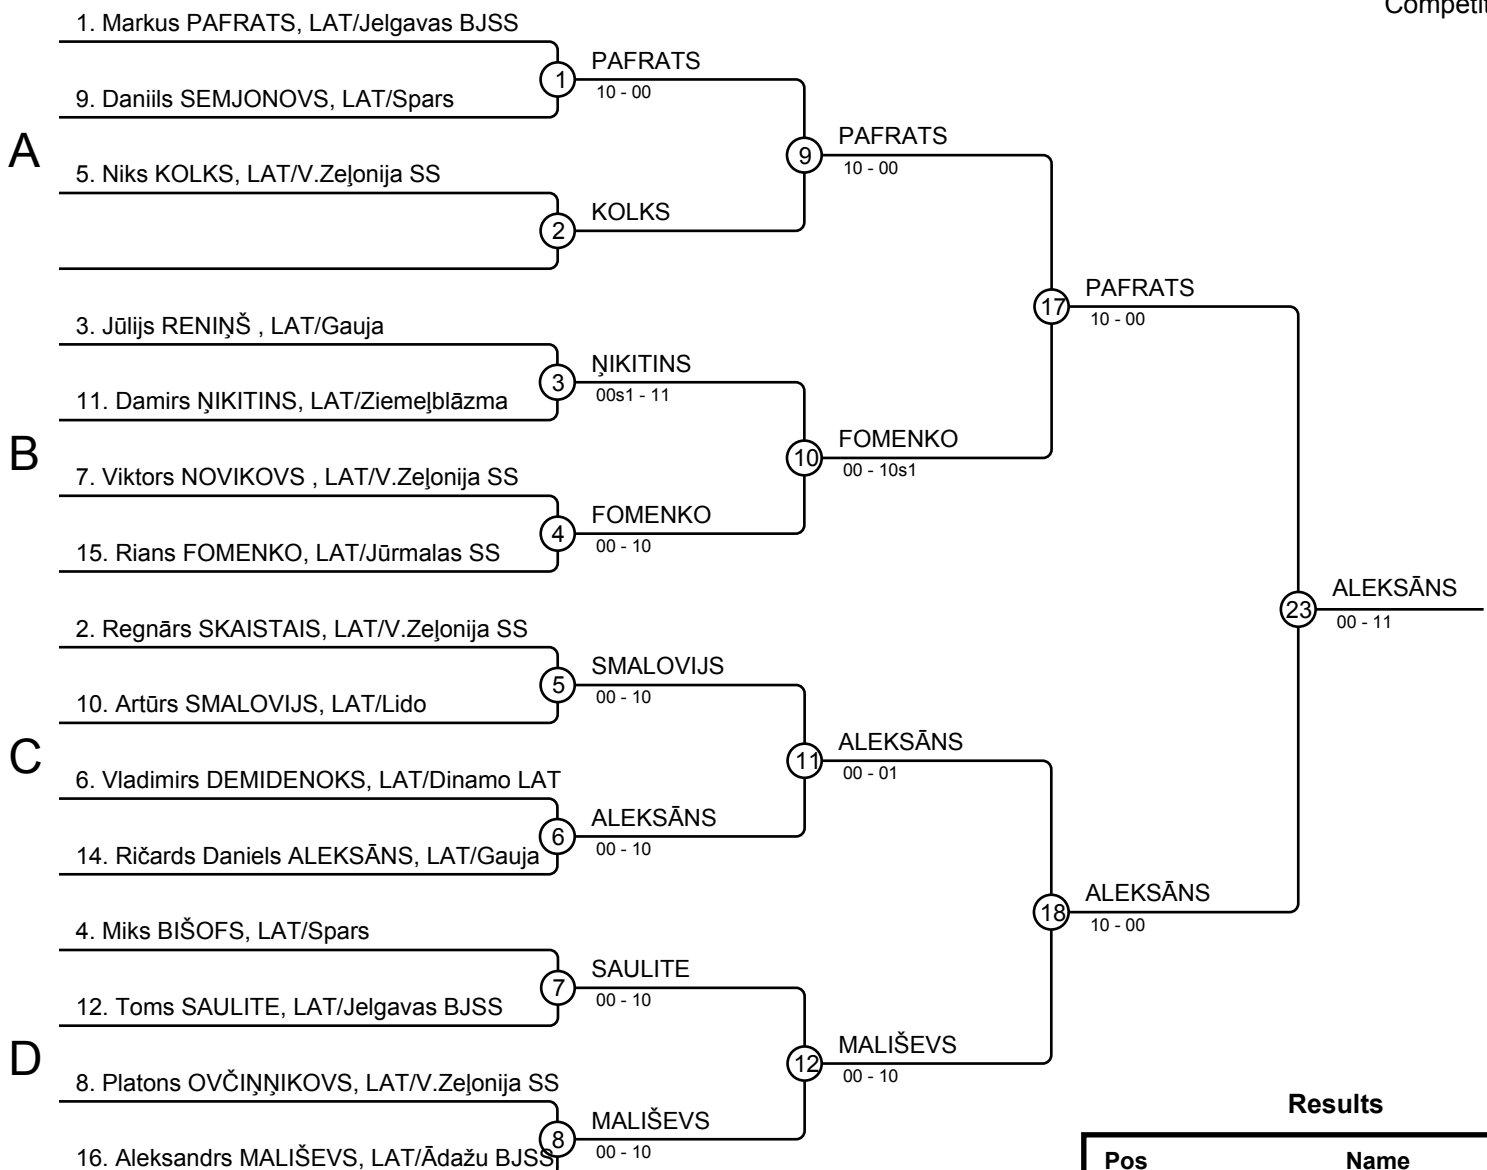 Competit
1. Markus PAFRATS, LAT/Jelgavas BJSS
PAFRATS
1
10 - 00
9. Daniils SEMJONOVS, LAT/Spars
A
PAFRATS
9
10 - 00
5. Niks KOLKS, LAT/V.Zeļonija SS
KOLKS
2
PAFRATS
17
10 - 00
3. Jūlijs RENIŅŠ , LAT/Gauja
ŅIKITINS
3
00s1 - 11
11. Damirs ŅIKITINS, LAT/Ziemeļblāzma
B
FOMENKO
10
00 - 10s1
7. Viktors NOVIKOVS , LAT/V.Zeļonija SS
FOMENKO
4
00 - 10
15. Rians FOMENKO, LAT/Jūrmalas SS
ALEKSĀNS
23
00 - 11
2. Regnārs SKAISTAIS, LAT/V.Zeļonija SS
SMALOVIJS
5
00 - 10
10. Artūrs SMALOVIJS, LAT/Lido
C
ALEKSĀNS
11
00 - 01
6. Vladimirs DEMIDENOKS, LAT/Dinamo LAT
ALEKSĀNS
6
00 - 10
14. Ričards Daniels ALEKSĀNS, LAT/Gauja
ALEKSĀNS
18
10 - 00
4. Miks BIŠOFS, LAT/Spars
SAULITE
7
00 - 10
12. Toms SAULITE, LAT/Jelgavas BJSS
D
MALIŠEVS
12
00 - 10
8. Platons OVČIŅŅIKOVS, LAT/V.Zeļonija SS
MALIŠEVS
8
00 - 10
16. Aleksandrs MALIŠEVS, LAT/Ādažu BJSS
Results
Pos Name